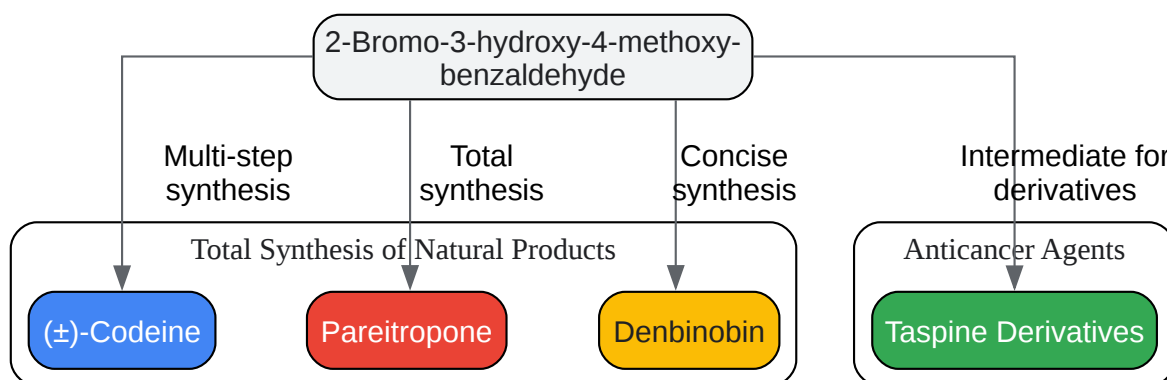 2-Bromo-3-hydroxy-4-methoxy-
benzaldehyde
Multi-step
synthesis
Total
synthesis
Concise
synthesis
Intermediate for
derivatives
Total Synthesis of Natural Products
Anticancer Agents
(±)-Codeine
Pareitropone
Denbinobin
Taspine Derivatives